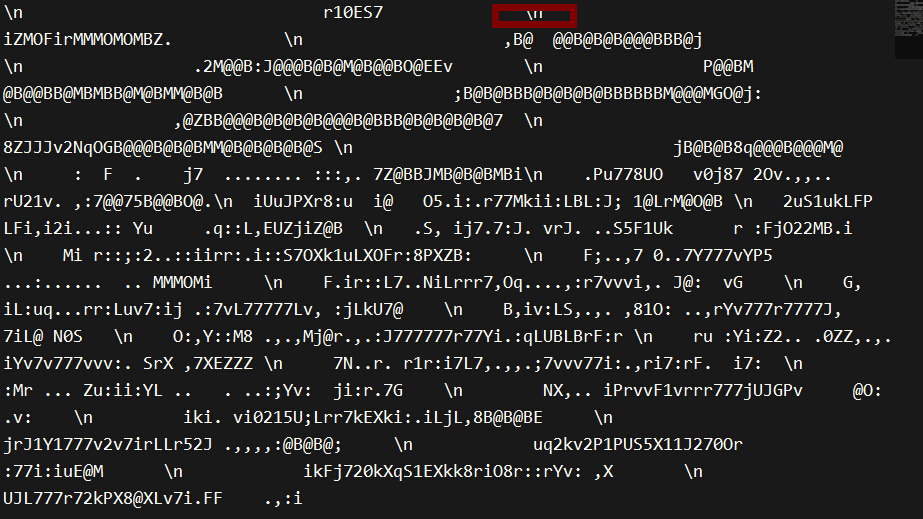 \n                              r10ES7              \n
iZMOFirMMMOMOMBZ.           \n                    ,B@  @@B@B@B@@@BBB@j
\n                 .2M@@B:J@@@B@B@M@B@@BO@EEv       \n                P@@BM
@B@@BB@MBMBB@M@BMM@B@B      \n               ;B@B@BBB@B@B@B@BBBBBBM@@@MGO@j:
\n               ,@ZBB@@@B@B@B@B@@@B@BBB@B@B@B@B@7  \n
8ZJJJv2NqOGB@@@B@B@BMM@B@B@B@B@S \n                               jB@B@B8q@@@B@@@M@
\n     :  F  .    j7  ........ :::,. 7Z@BBJMB@B@BMBi\n    .Pu778UO   v0j87 2Ov.,,..
rU21v. ,:7@@75B@@BO@.\n  iUuJPXr8:u  i@   O5.i:.r77Mkii:LBL:J; 1@LrM@O@B \n   2uS1ukLFP
LFi,i2i...:: Yu     .q::L,EUZjiZ@B    \n   .S, ij7.7:J. vrJ. ..S5F1Uk      r :FjO22MB.i
\n    Mi r::;:2..::iirr:.i::S7OXk1uLXOFr:8PXZB:     \n    F;..,7 0..7Y777vYP5
...:......  .. MMMOMi     \n      F.ir::L7..NiLrrr7,Oq....,:r7vvvi,. J@:  vG    \n    G,
iL:uq...rr:Luv7:ij .:7vL77777Lv, :jLkU7@    \n    B,iv:LS,.,. ,81O: ..,rYv777r7777J,
7iL@ N0S   \n    O:,Y::M8 .,.,Mj@r.,.:J777777r77Yi.:qLUBLBrF:r \n    ru :Yi:Z2.. .0ZZ,.,.
iYv7v777vvv:. SrX ,7XEZZZ \n     7N..r. r1r:i7L7,.,,.;7vvv77i:.,ri7:rF.  i7:  \n
:Mr ... Zu:ii:YL ..   . ..:;Yv:  ji:r.7G    \n        NX,.. iPrvvF1vrrr777jUJGPv     @O:
.v:    \n         iki. vi0215U;Lrr7kEXki:.iLjL,8B@B@BE     \n
jrJ1Y1777v2v7irLLr52J .,,,,:@B@B@;      \n            uq2kv2P1PUS5X11J270Or
:77i:iuE@M      \n            ikFj720kXqS1EXkk8riO8r::rYv: ,X       \n
UJL777r72kPX8@XLv7i.FF    .,:i